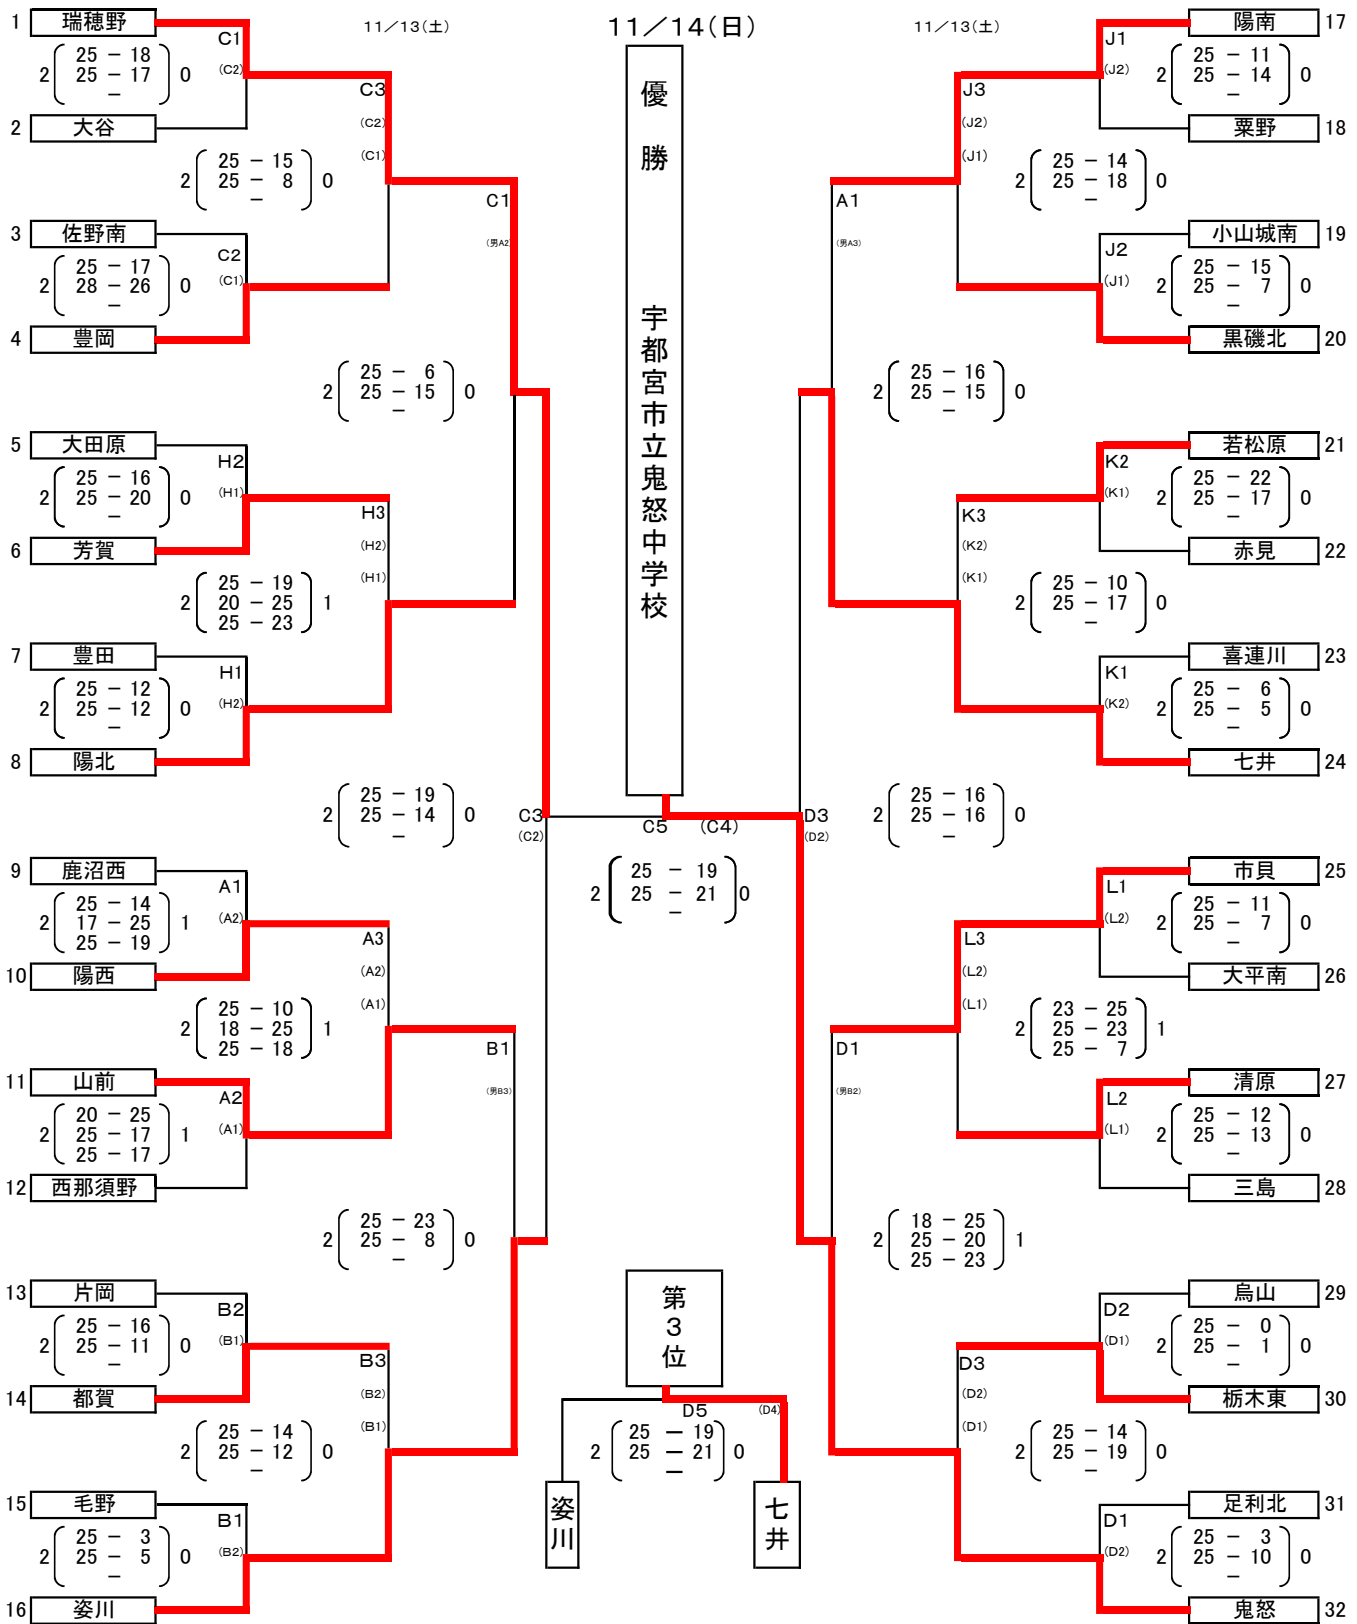 11／13(土)
11／14(日)
11／13(土)
優勝
宇都宮市立鬼怒中学校
1 瑞穂野
C1
(C2)
2 25 － 18 0
25 － 17
－
2 大谷
C3
(C2)
(C1)
2 25 － 15 0
25 － 8
－
3 佐野南
C2
(C1)
2 25 － 17 0
28 － 26
－
4 豊岡
C1
(男A2)
2 25 － 6 0
25 － 15
－
5 大田原
H2
(H1)
2 25 － 16 0
25 － 20
－
6 芳賀
H3
(H2)
(H1)
2 25 － 19 1
20 － 25
25 － 23
7 豊田
H1
(H2)
2 25 － 12 0
25 － 12
－
8 陽北
C3
(C2)
2 25 － 19 0
25 － 14
－
9 鹿沼西
A1
(A2)
2 25 － 14 1
17 － 25
25 － 19
10 陽西
A3
(A2)
(A1)
2 25 － 10 1
18 － 25
25 － 18
11 山前
A2
(A1)
2 20 － 25 1
25 － 17
25 － 17
12 西那須野
B1
(男B3)
2 25 － 23 0
25 － 8
－
13 片岡
B2
(B1)
2 25 － 16 0
25 － 11
－
14 都賀
B3
(B2)
(B1)
2 25 － 14 0
25 － 12
－
15 毛野
B1
(B2)
2 25 － 3 0
25 － 5
－
16 姿川
C5 (C4)
2 25 － 19 0
25 － 21
－
第3位
D5 (D4)
2 25 － 19 0
25 － 21
－
姿川
七井
陽南 17
J1
(J2)
2 25 － 11 0
25 － 14
－
粟野 18
J3
(J2)
(J1)
2 25 － 14 0
25 － 18
－
小山城南 19
J2
(J1)
2 25 － 15 0
25 － 7
－
黒磯北 20
A1
(男A3)
2 25 － 16 0
25 － 15
－
若松原 21
K2
(K1)
2 25 － 22 0
25 － 17
－
赤見 22
K3
(K2)
(K1)
2 25 － 10 0
25 － 17
－
喜連川 23
K1
(K2)
2 25 － 6 0
25 － 5
－
七井 24
D3
(D2)
2 25 － 16 0
25 － 16
－
市貝 25
L1
(L2)
2 25 － 11 0
25 － 7
－
大平南 26
L3
(L2)
(L1)
2 23 － 25 1
25 － 23
25 － 7
清原 27
L2
(L1)
2 25 － 12 0
25 － 13
－
三島 28
D1
(男B2)
2 18 － 25 1
25 － 20
25 － 23
烏山 29
D2
(D1)
2 25 － 0 0
25 － 1
－
栃木東 30
D3
(D2)
(D1)
2 25 － 14 0
25 － 19
－
足利北 31
D1
(D2)
2 25 － 3 0
25 － 10
－
鬼怒 32